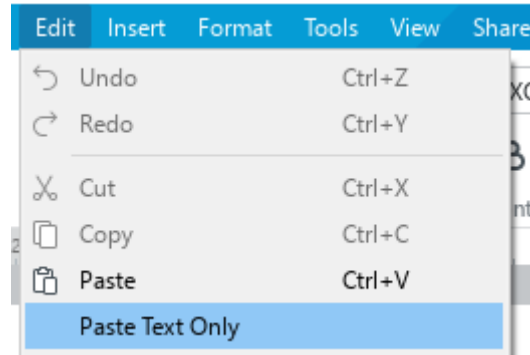 Edit Insert Format Tools View Share
Undo Ctrl+Z
Redo Ctrl+Y
Cut Ctrl+X
Copy Ctrl+C
Paste Ctrl+V
Paste Text Only